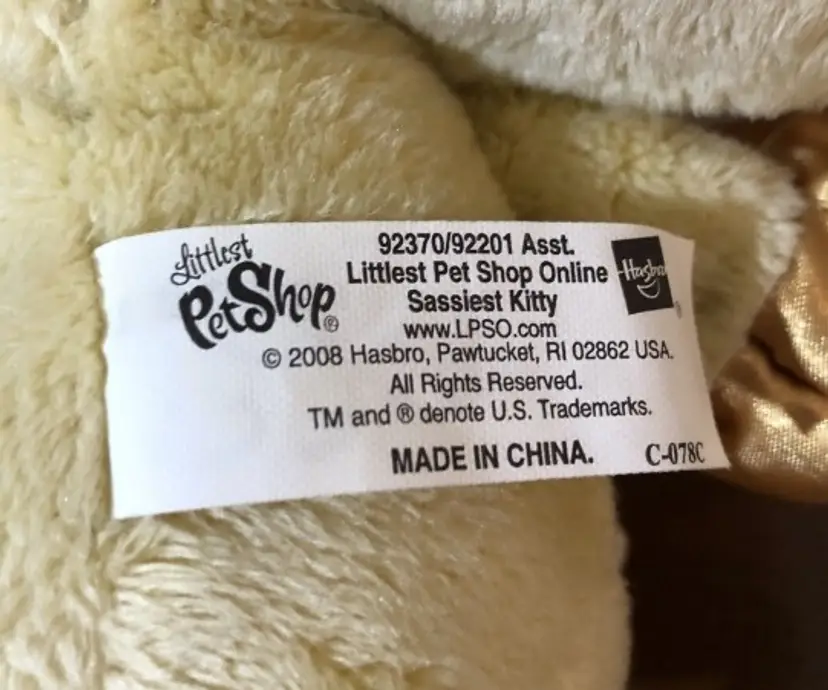 Littlest
PetShop®
92370/92201 Asst.
Littlest Pet Shop Online
Sassiest Kitty
www.LPSO.com
© 2008 Hasbro, Pawtucket, RI 02862 USA.
All Rights Reserved.
TM and ® denote U.S. Trademarks.
MADE IN CHINA.
C-078C
Hasbro
®